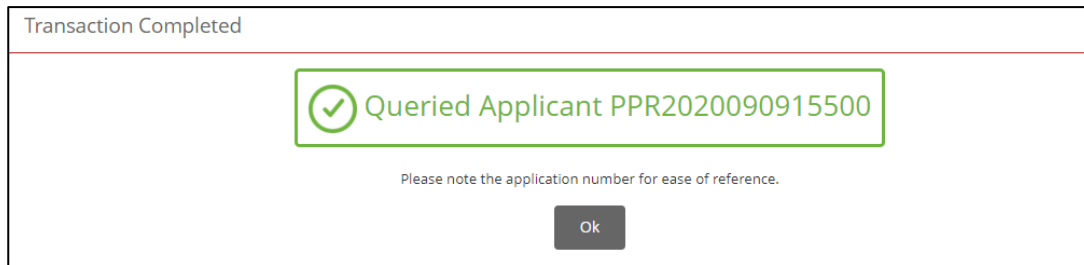 Transaction Completed
Queried Applicant PPR2020090915500
Please note the application number for ease of reference.
Ok